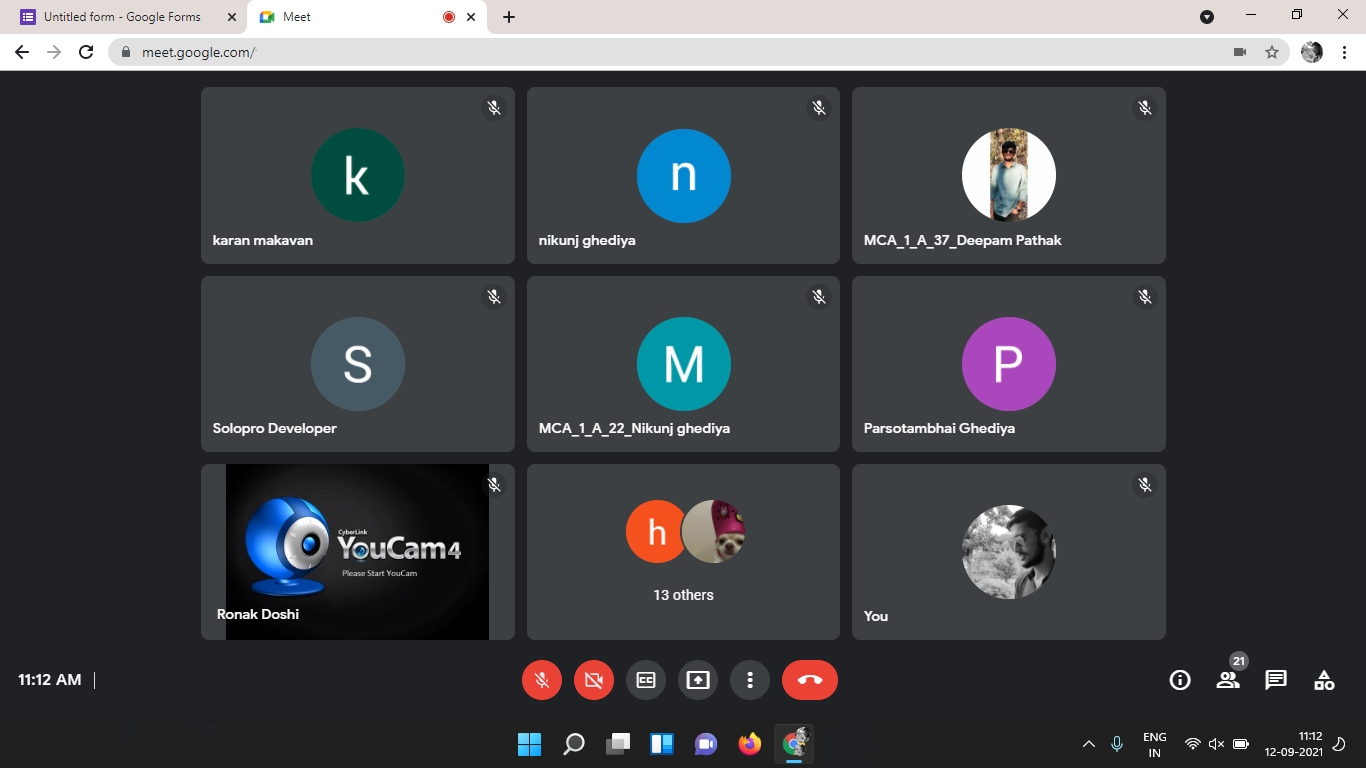 Untitled form - Google Forms
Meet
meet.google.com/
k
karan makavan
n
nikunj ghediya
MCA_1_A_37_Deepam Pathak
S
Solopro Developer
M
MCA_1_A_22_Nikunj ghediya
P
Parsotambhai Ghediya
CyberLink
YouCam4
Please Start YouCam
Ronak Doshi
h
13 others
You
11:12 AM
CC
21
ENG
IN
11:12
12-09-2021